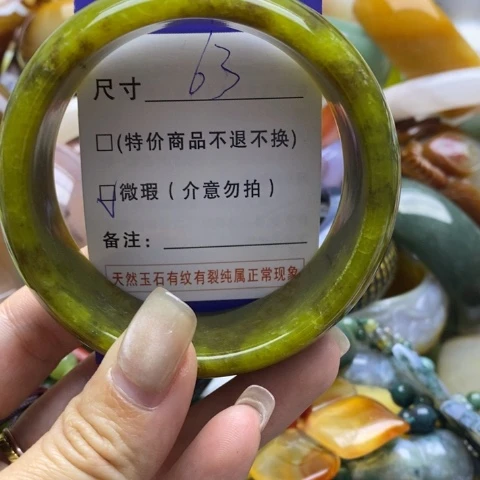 尺寸 63
□(特价商品不退不换)
☑微瑕(介意勿拍)
备注:
天然玉石有纹有裂纯属正常现象